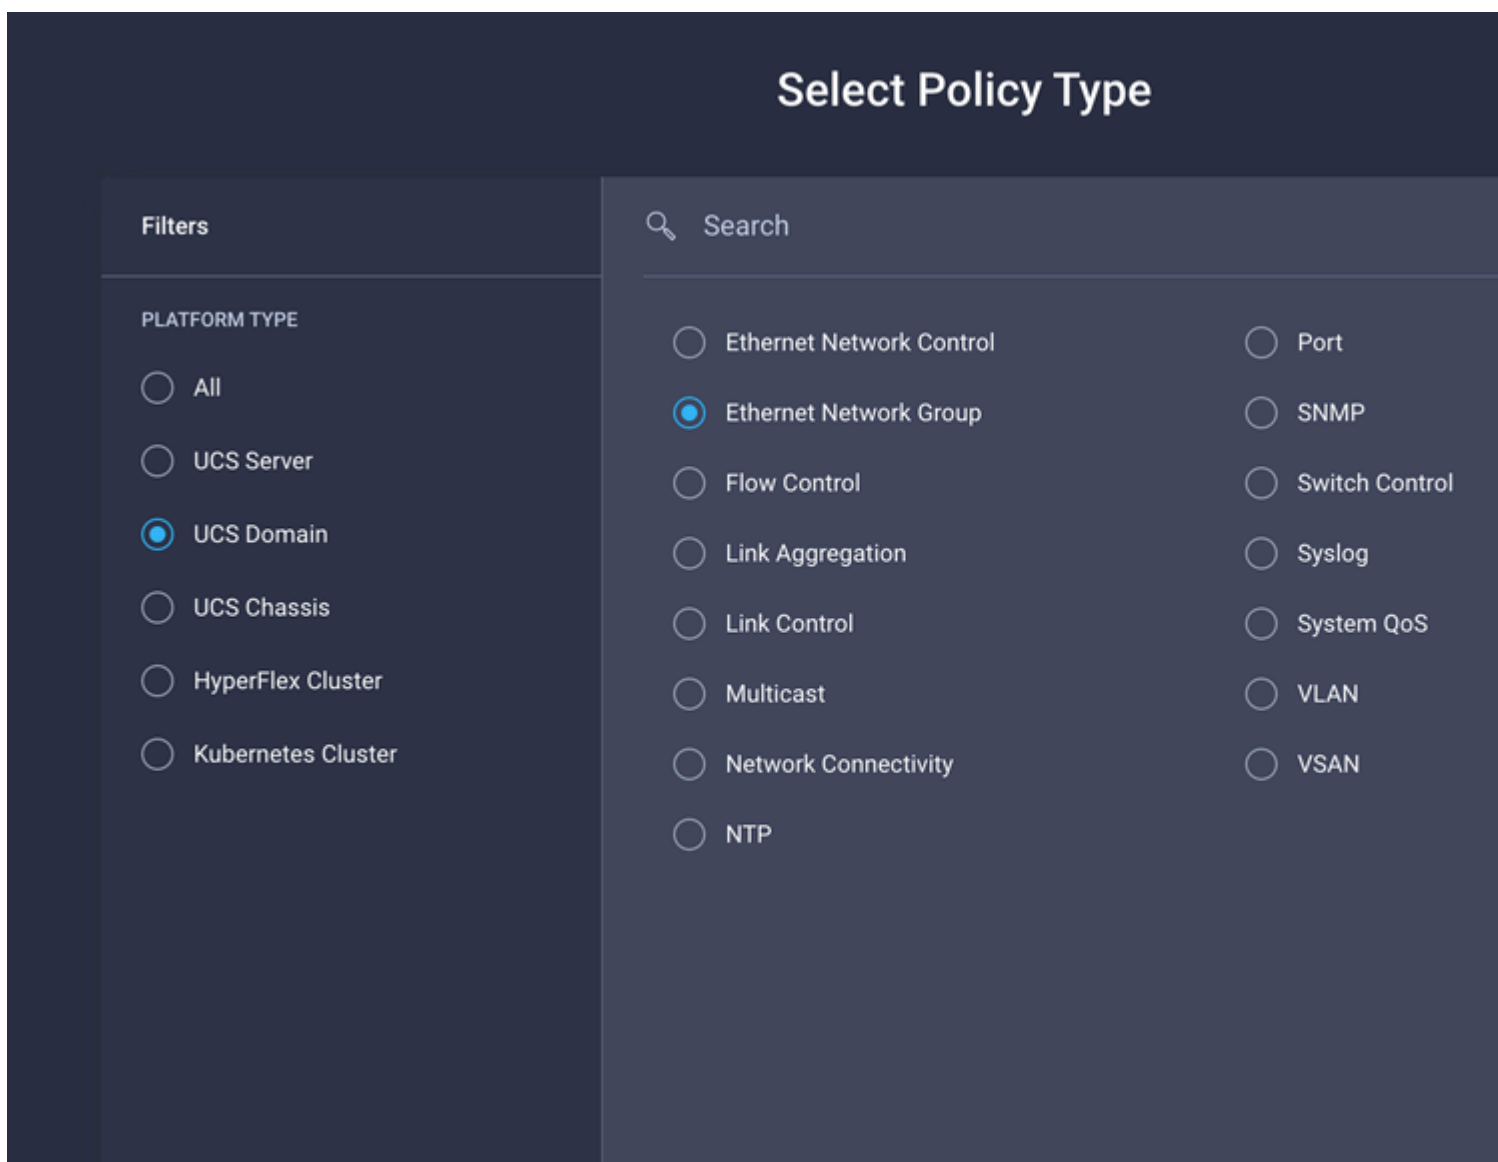 Select Policy Type
Filters
PLATFORM TYPE
All
UCS Server
UCS Domain
UCS Chassis
HyperFlex Cluster
Kubernetes Cluster
Search
Ethernet Network Control
Ethernet Network Group
Flow Control
Link Aggregation
Link Control
Multicast
Network Connectivity
NTP
Port
SNMP
Switch Control
Syslog
System QoS
VLAN
VSAN